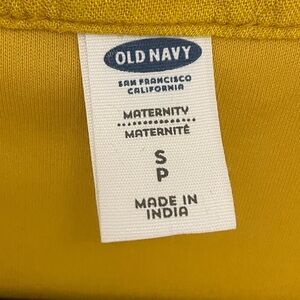 OLD NAVY
SAN FRANCISCO
CALIFORNIA
MATERNITY
MATERNITÉ
S
P
MADE IN
INDIA